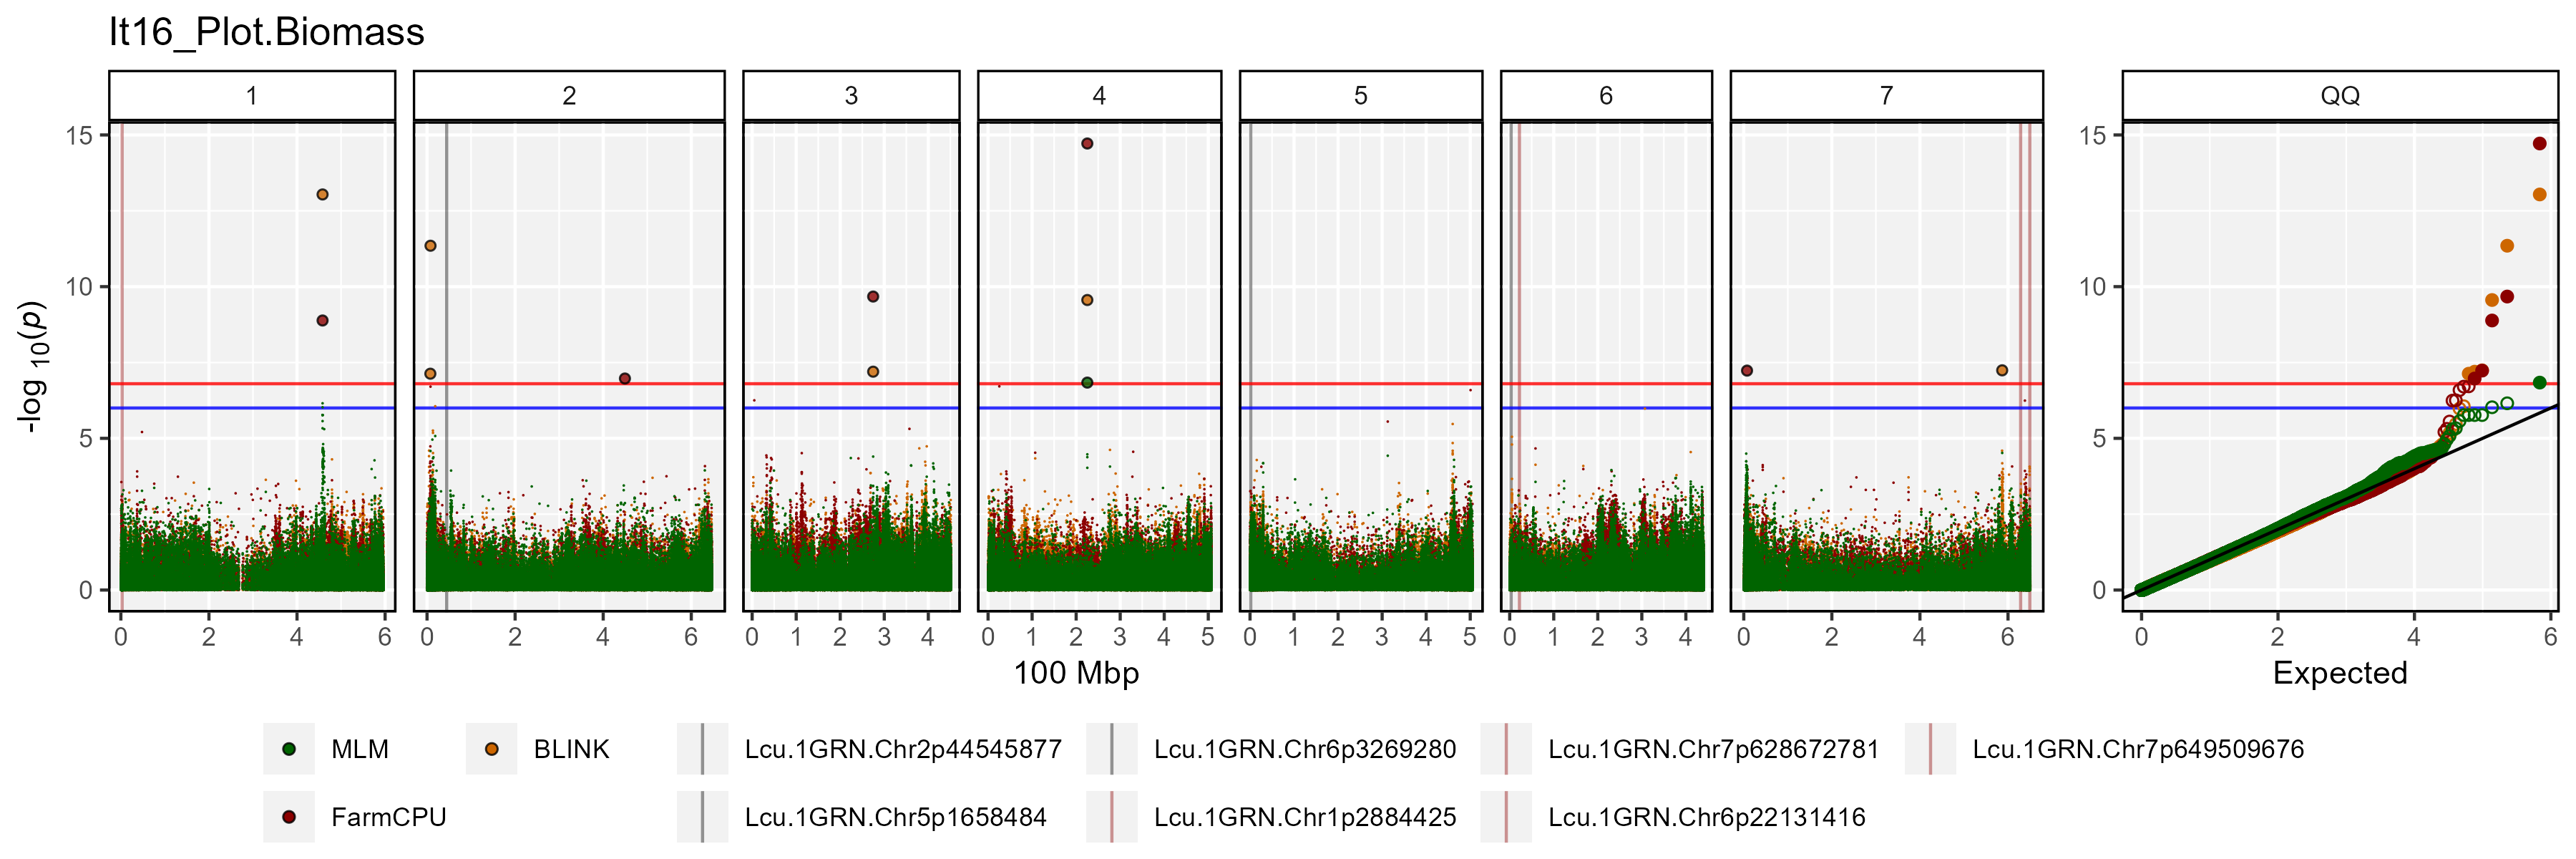 It16_Plot.Biomass
1 2 3 4 5 6 7 QQ
15 15
10 10
5 5
0 0
-log 10(p)
0 2 4 6 0 2 4 6 0 1 2 3 4 0 1 2 3 4 5 0 1 2 3 4 5 0 1 2 3 4 0 2 4 6 0 2 4 6
100 Mbp Expected
MLM BLINK Lcu.1GRN.Chr2p44545877 Lcu.1GRN.Chr6p3269280 Lcu.1GRN.Chr7p628672781 Lcu.1GRN.Chr7p649509676
FarmCPU Lcu.1GRN.Chr5p1658484 Lcu.1GRN.Chr1p2884425 Lcu.1GRN.Chr6p22131416